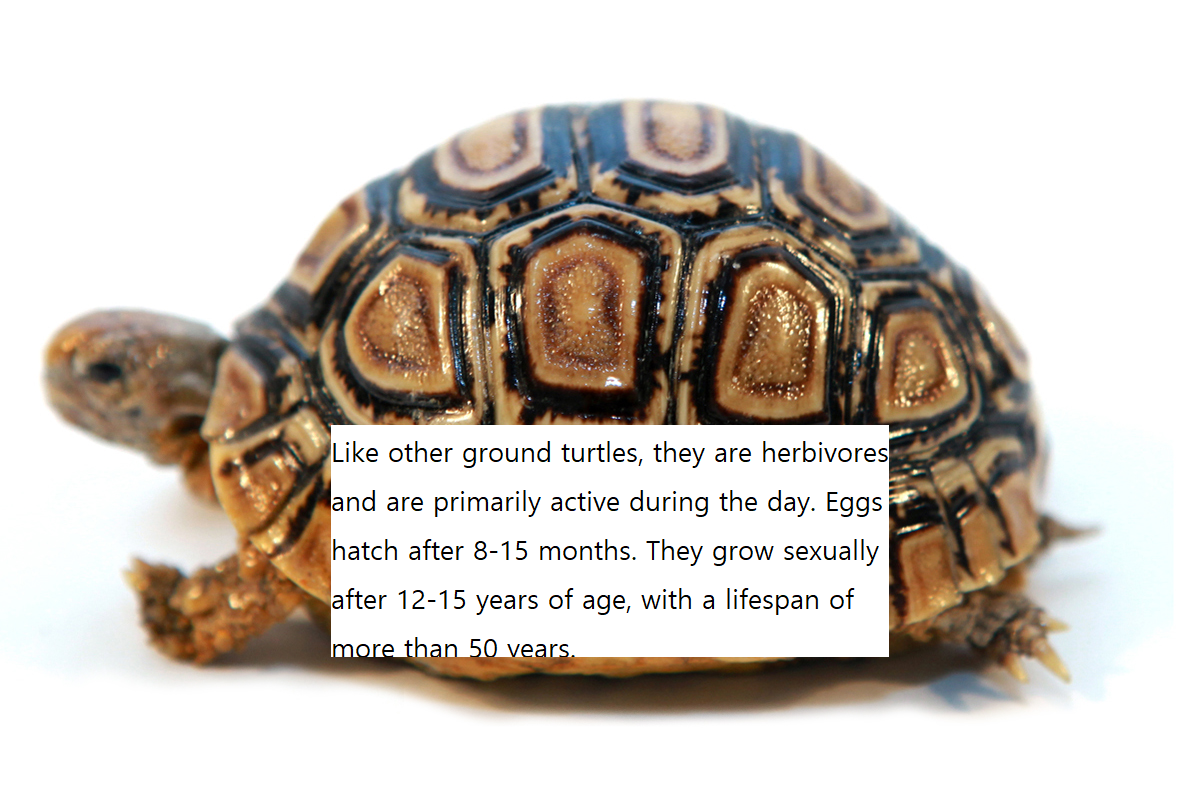 Like other ground turtles, they are herbivores
and are primarily active during the day. Eggs
hatch after 8-15 months. They grow sexually
after 12-15 years of age, with a lifespan of
more than 50 years.